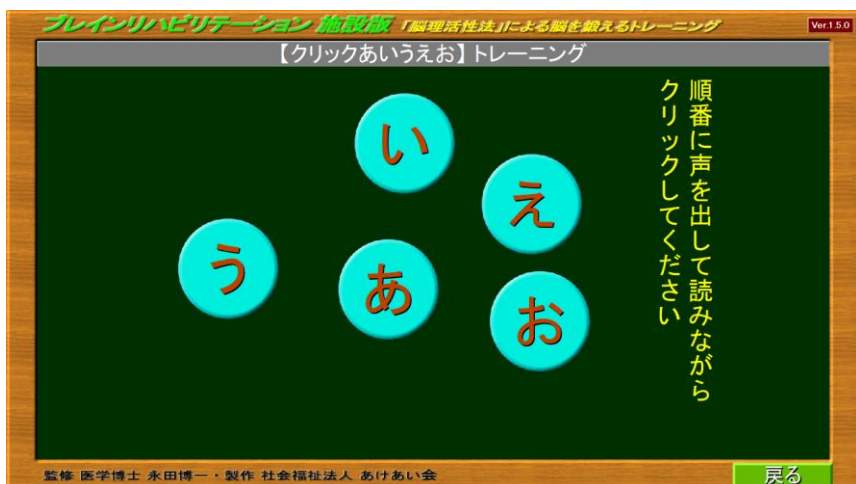 ブレインリハビリテーション 施設版 「脳理活性法」による脳を鍛えるトレーニング
Ver.1.5.0
【クリックあいうえお】トレーニング
順番に声を出して読みながら
クリックしてください
い
え
う
あ
お
監修 医学博士 永田博一・製作 社会福祉法人 あけあい会
戻る